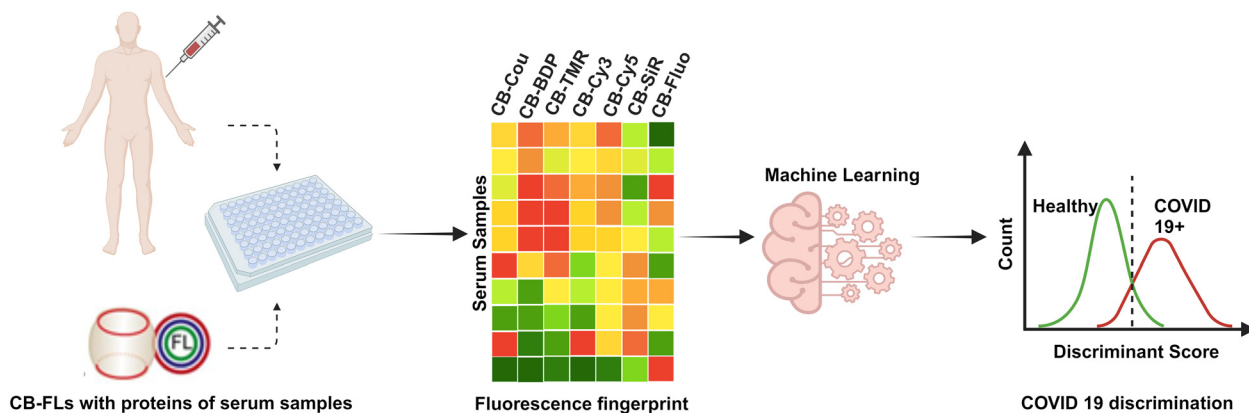 CB-Cou
CB-BDP
CB-TMR
CB-Cy3
CB-Cy5
CB-SiR
CB-Fluo
Serum Samples
Machine Learning
Healthy
COVID
19+
Count
FL
Discriminant Score
CB-FLs with proteins of serum samples
Fluorescence fingerprint
COVID 19 discrimination